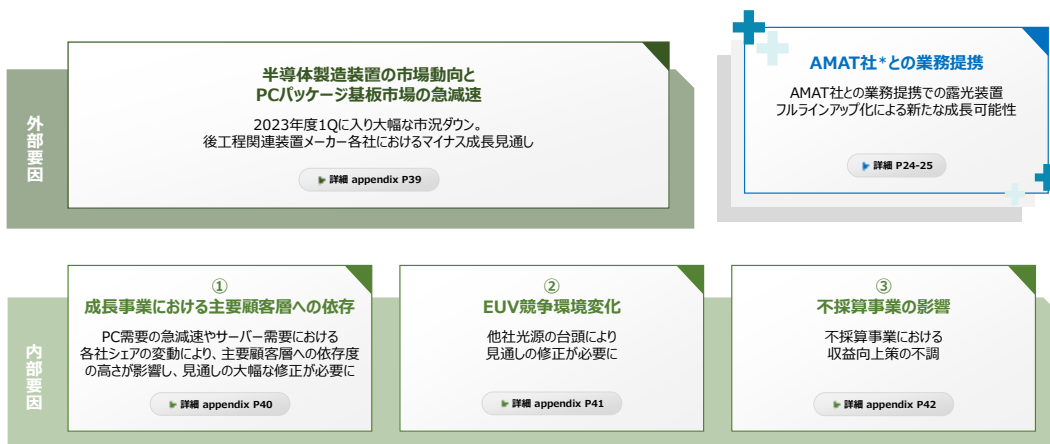 外部要因
半導体製造装置の市場動向と
PCパッケージ基板市場の急減速
2023年度1Qに入り大幅な市況ダウン。
後工程関連装置メーカー各社におけるマイナス成長見通し
詳細 appendix P39
AMAT社*との業務提携
AMAT社との業務提携での露光装置
フルラインアップ化による新たな成長可能性
詳細 P24-25
内部要因
①
成長事業における主要顧客層への依存
PC需要の急減速やサーバー需要における
各社シェアの変動により、主要顧客層への依存度
の高さが影響し、見通しの大幅な修正が必要に
詳細 appendix P40
②
EUV競争環境変化
他社光源の台頭により
見通しの修正が必要に
詳細 appendix P41
③
不採算事業の影響
不採算事業における
収益向上策の不調
詳細 appendix P42